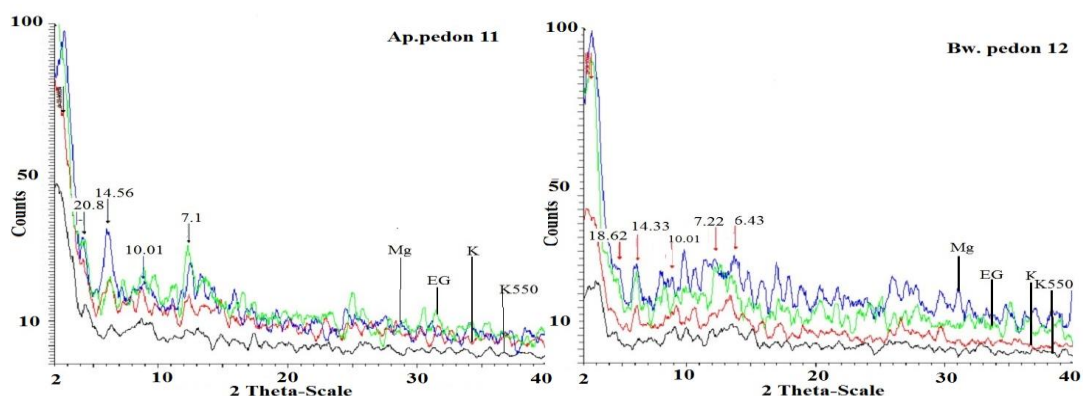 100
Ap.pedon 11
50
14.56
20.8
7.1
10.01
Mg
EG
K
K550
10
Counts
2
10
20
30
40
2 Theta-Scale
100
Bw. pedon 12
50
18.62
14.33
10.01
7.22
6.43
Mg
EG
K
K550
10
Counts
2
10
20
30
40
2 Theta-Scale